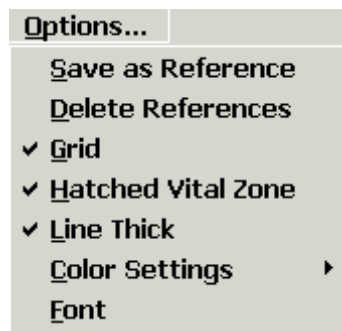 Options...
Save as Reference
Delete References
Grid
Hatched Vital Zone
Line Thick
Color Settings
Font